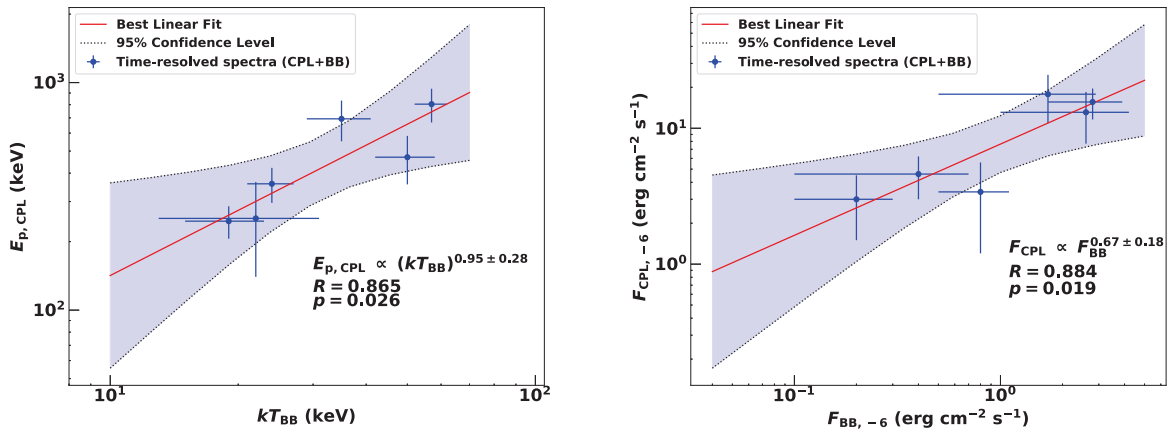 Best Linear Fit
95% Confidence Level
Time-resolved spectra (CPL+BB)
10³
10²
E_p,CPL (keV)
E_p,CPL ∝ (kT_BB)^0.95 ± 0.28
R = 0.865
p = 0.026
10¹
10²
kT_BB (keV)
Best Linear Fit
95% Confidence Level
Time-resolved spectra (CPL+BB)
10¹
10⁰
F_CPL, −6 (erg cm⁻² s⁻¹)
F_CPL ∝ F_BB^0.67 ± 0.18
R = 0.884
p = 0.019
10⁻¹
10⁰
F_BB, −6 (erg cm⁻² s⁻¹)